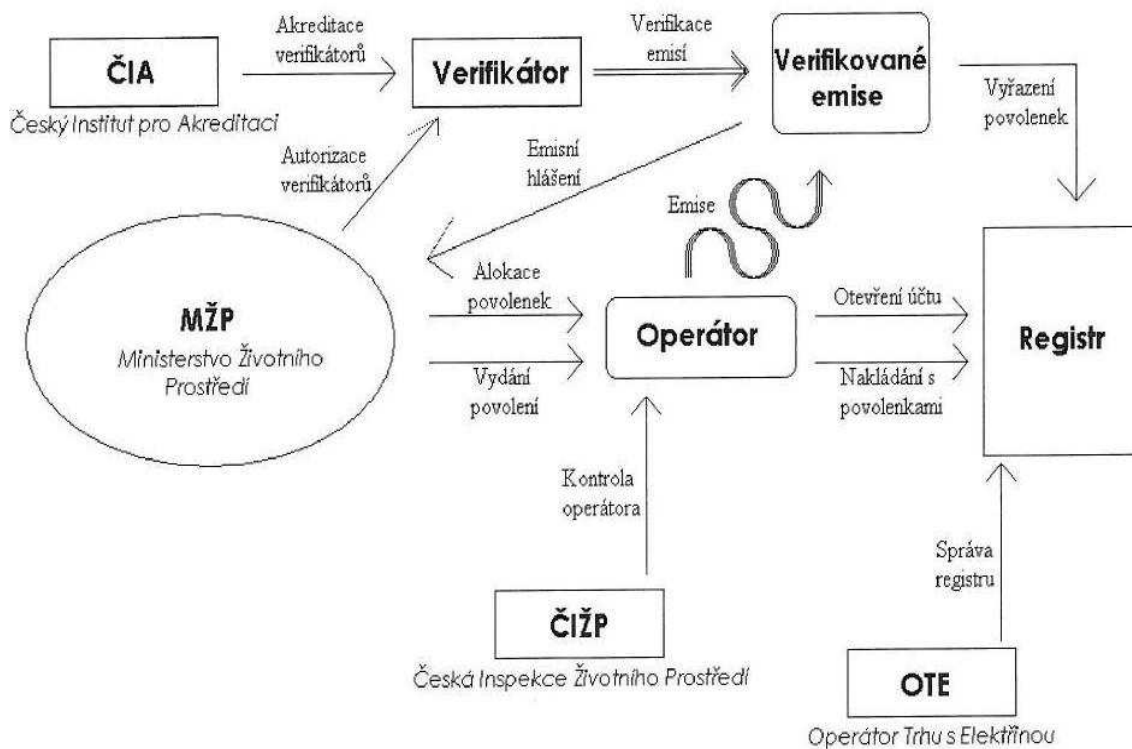 ČIA
Český Institut pro Akreditaci
Akreditace
verifikátorů
Verifikátor
Verifikace
emisí
Verifikované
emise
Vyřazení
povolenek
Autorizace
verifikátorů
Emisní
hlášení
Emise
MŽP
Ministerstvo Životního
Prostředí
Alokace
povolenek
Vydání
povolení
Operátor
Otevření účtu
Nakládání s
povolenkami
Registr
Kontrola
operátora
Správa
registru
ČIŽP
Česká Inspekce Životního Prostředí
OTE
Operátor Trhu s Elektřinou